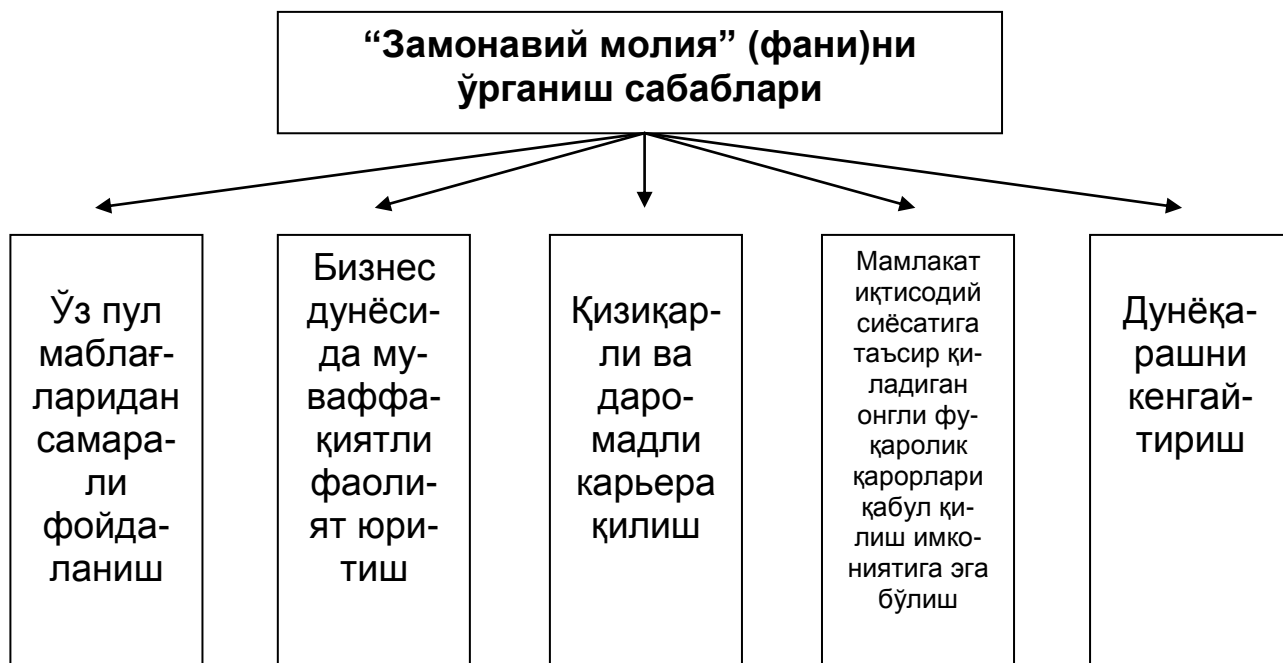 “Замонавий молия” (фани)ни
ўрганиш сабаблари
Ўз пул
маблағ-
ларидан
самара-
ли
фойда-
ланиш
Бизнес
дунёси-
да му-
ваффа-
қиятли
фаоли-
ят юри-
тиш
Қизиқар-
ли ва
даро-
мадли
карьера
қилиш
Мамлакат
иқтисодий
сиёсатига
таъсир қи-
ладиган
онгли фу-
қаролик
қарорлари
қабул қи-
лиш имко-
ниятига эга
бўлиш
Дунёқа-
рашни
кенгай-
тириш